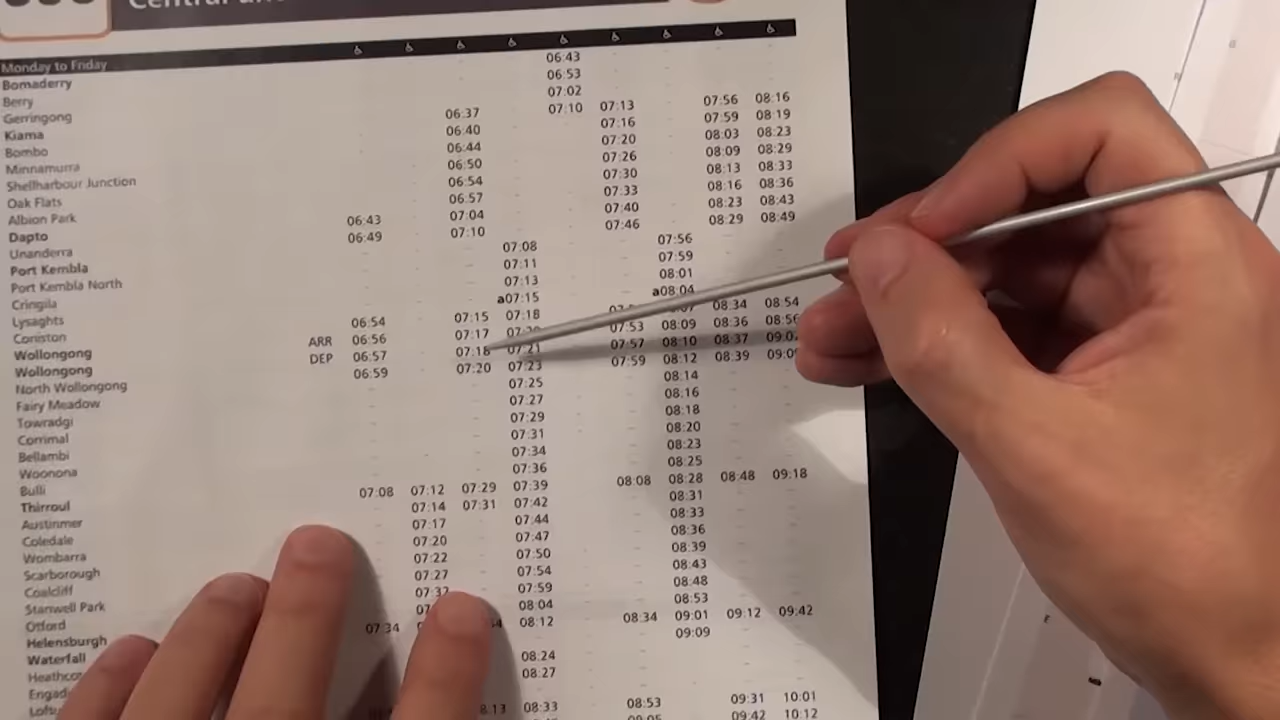 Central
Monday to Friday
Bomaderry 06:43
Berry 06:53
Gerringong 07:02
Kiama 06:37 07:10 07:13 07:56 08:16
Bombo 06:40 07:16 07:59 08:19
Minnamurra 06:44 07:20 08:03 08:23
Shellharbour Junction 06:50 07:26 08:09 08:29
Oak Flats 06:54 07:30 08:13 08:33
Albion Park 06:57 07:33 08:16 08:36
Dapto 06:43 07:04 07:40 08:23 08:43
Unanderra 06:49 07:10 07:46 08:29 08:49
Port Kembla 07:08 07:56
Port Kembla North 07:11 07:59
Cringila 07:13 08:01
Lysaghts a07:15 a08:04
Coniston 06:54 07:15 07:18 08:34 08:54
Wollongong ARR 06:56 07:17 07:53 08:09 08:36 08:56
Wollongong DEP 06:57 07:18 07:21 07:57 08:10 08:37
North Wollongong 06:59 07:20 07:23 07:59 08:12 08:39
Fairy Meadow 07:25 08:14
Towradgi 07:27 08:16
Corrimal 07:29 08:18
Bellambi 07:31 08:20
Woonona 07:34 08:23
Bulli 07:36 08:25
Thirroul 07:08 07:12 07:29 07:39 08:08 08:28 08:48 09:18
Austinmer 07:14 07:31 07:42 08:31
Coledale 07:17 07:44 08:33
Wombarra 07:20 07:47 08:36
Scarborough 07:22 07:50 08:39
Coalcliff 07:27 07:54 08:43
Stanwell Park 07:32 07:59 08:48
Otford 08:04 08:53
Helensburgh 07:34 08:12 08:34 09:01 09:12 09:42
Waterfall 09:09
08:24
08:27
8:13 08:33 08:53 09:31 10:01
09:42 10:12